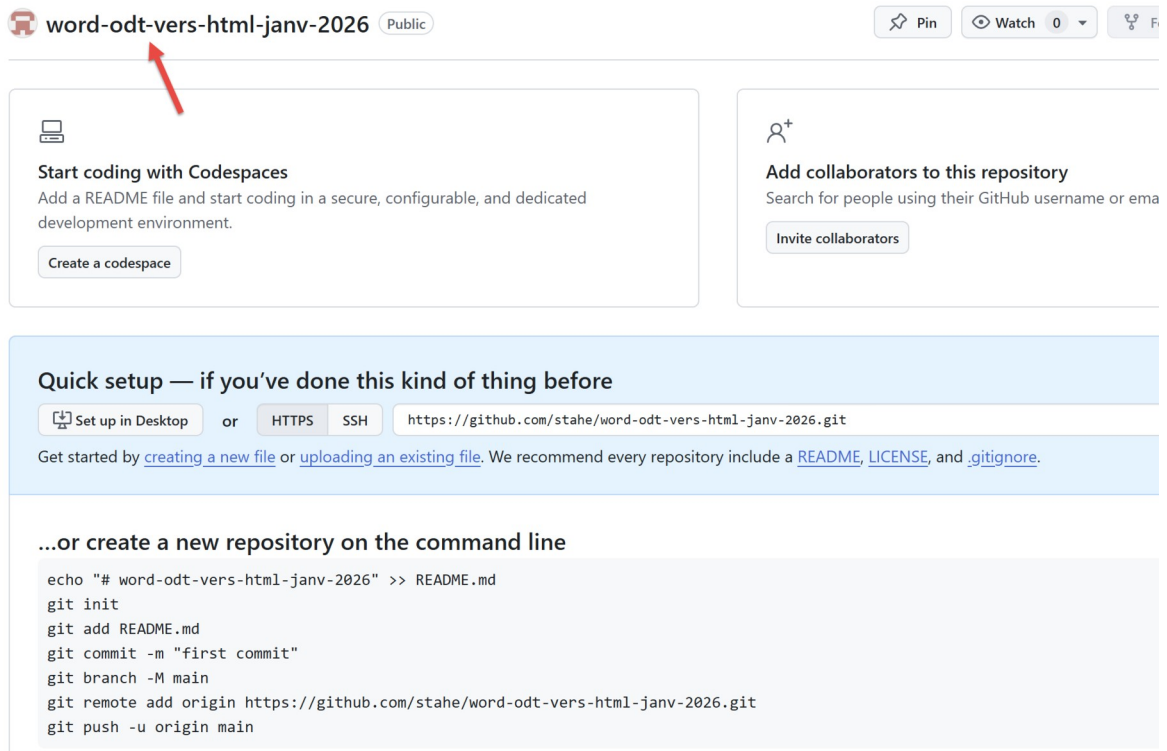 word-odt-vers-html-janv-2026 Public
Pin
Watch 0
Start coding with Codespaces
Add a README file and start coding in a secure, configurable, and dedicated
development environment.
Create a codespace
Add collaborators to this repository
Search for people using their GitHub username or ema
Invite collaborators
Quick setup — if you've done this kind of thing before
Set up in Desktop or HTTPS SSH https://github.com/stahe/word-odt-vers-html-janv-2026.git
Get started by creating a new file or uploading an existing file. We recommend every repository include a README, LICENSE, and .gitignore.
...or create a new repository on the command line
echo "# word-odt-vers-html-janv-2026" >> README.md
git init
git add README.md
git commit -m "first commit"
git branch -M main
git remote add origin https://github.com/stahe/word-odt-vers-html-janv-2026.git
git push -u origin main